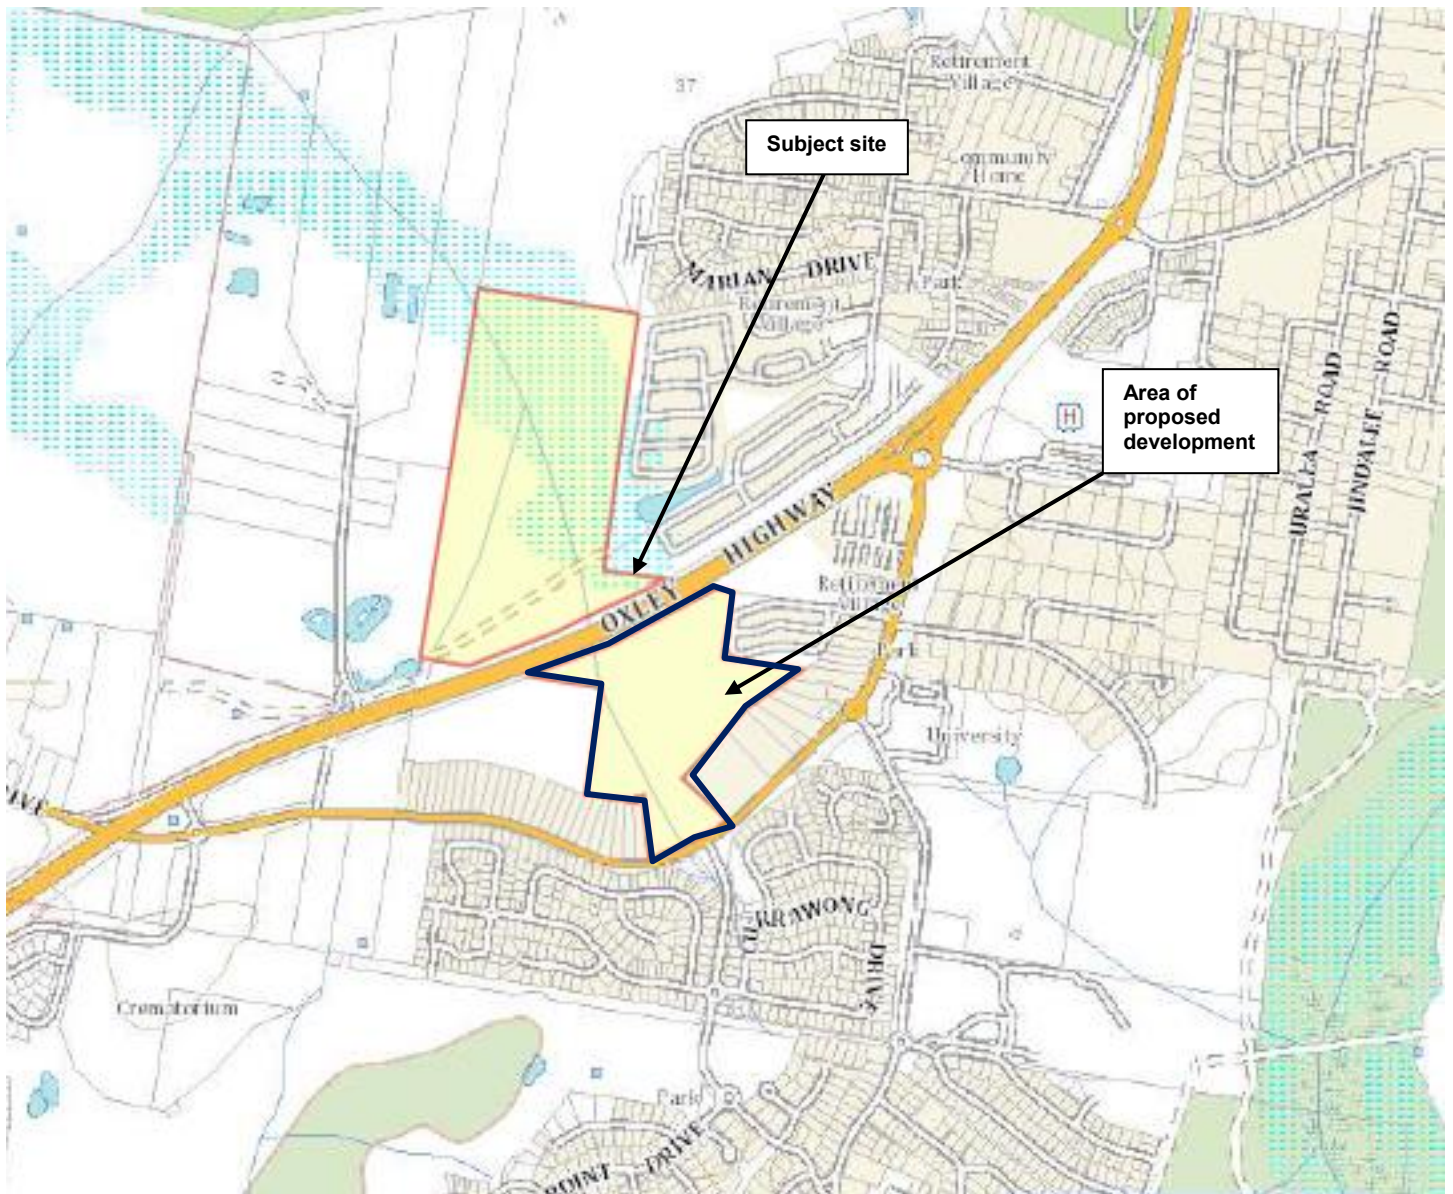 Retirement
Village
37
Subject site
Community
Home
MARIAN DRIVE
Park
Retirement
Village
Area of
proposed
development
H
URALLA ROAD
JINDALEE ROAD
OXLEY HIGHWAY
Retirement
Village
Park
University
DRIVE
Crematorium
Park
POINT DRIVE